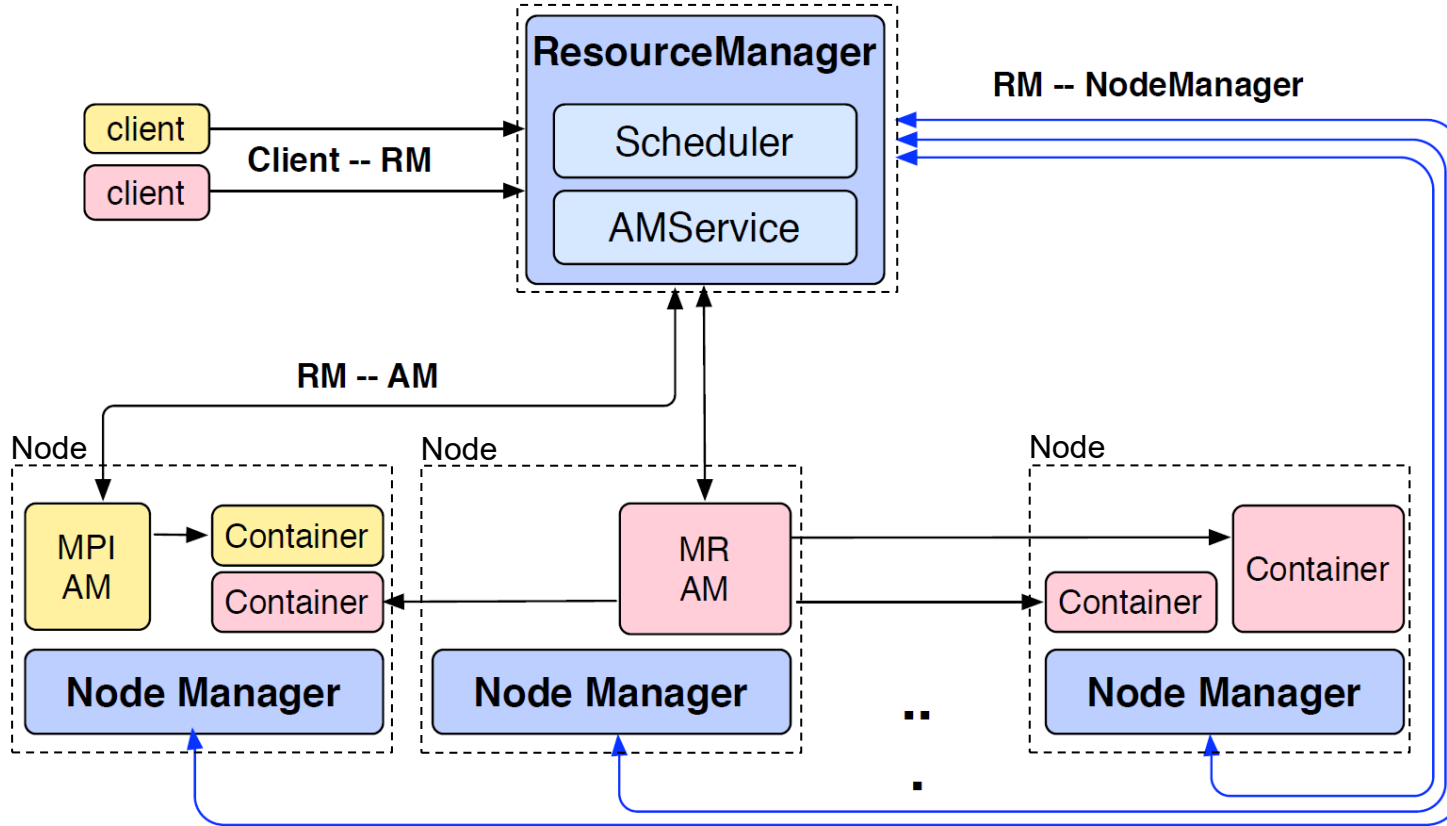 ResourceManager
RM -- NodeManager
client
Scheduler
Client -- RM
client
AMService
RM -- AM
Node
Node
Node
MPI
AM
Container
Container
MR
AM
Container
Container
Node Manager
Node Manager
..
.
Node Manager